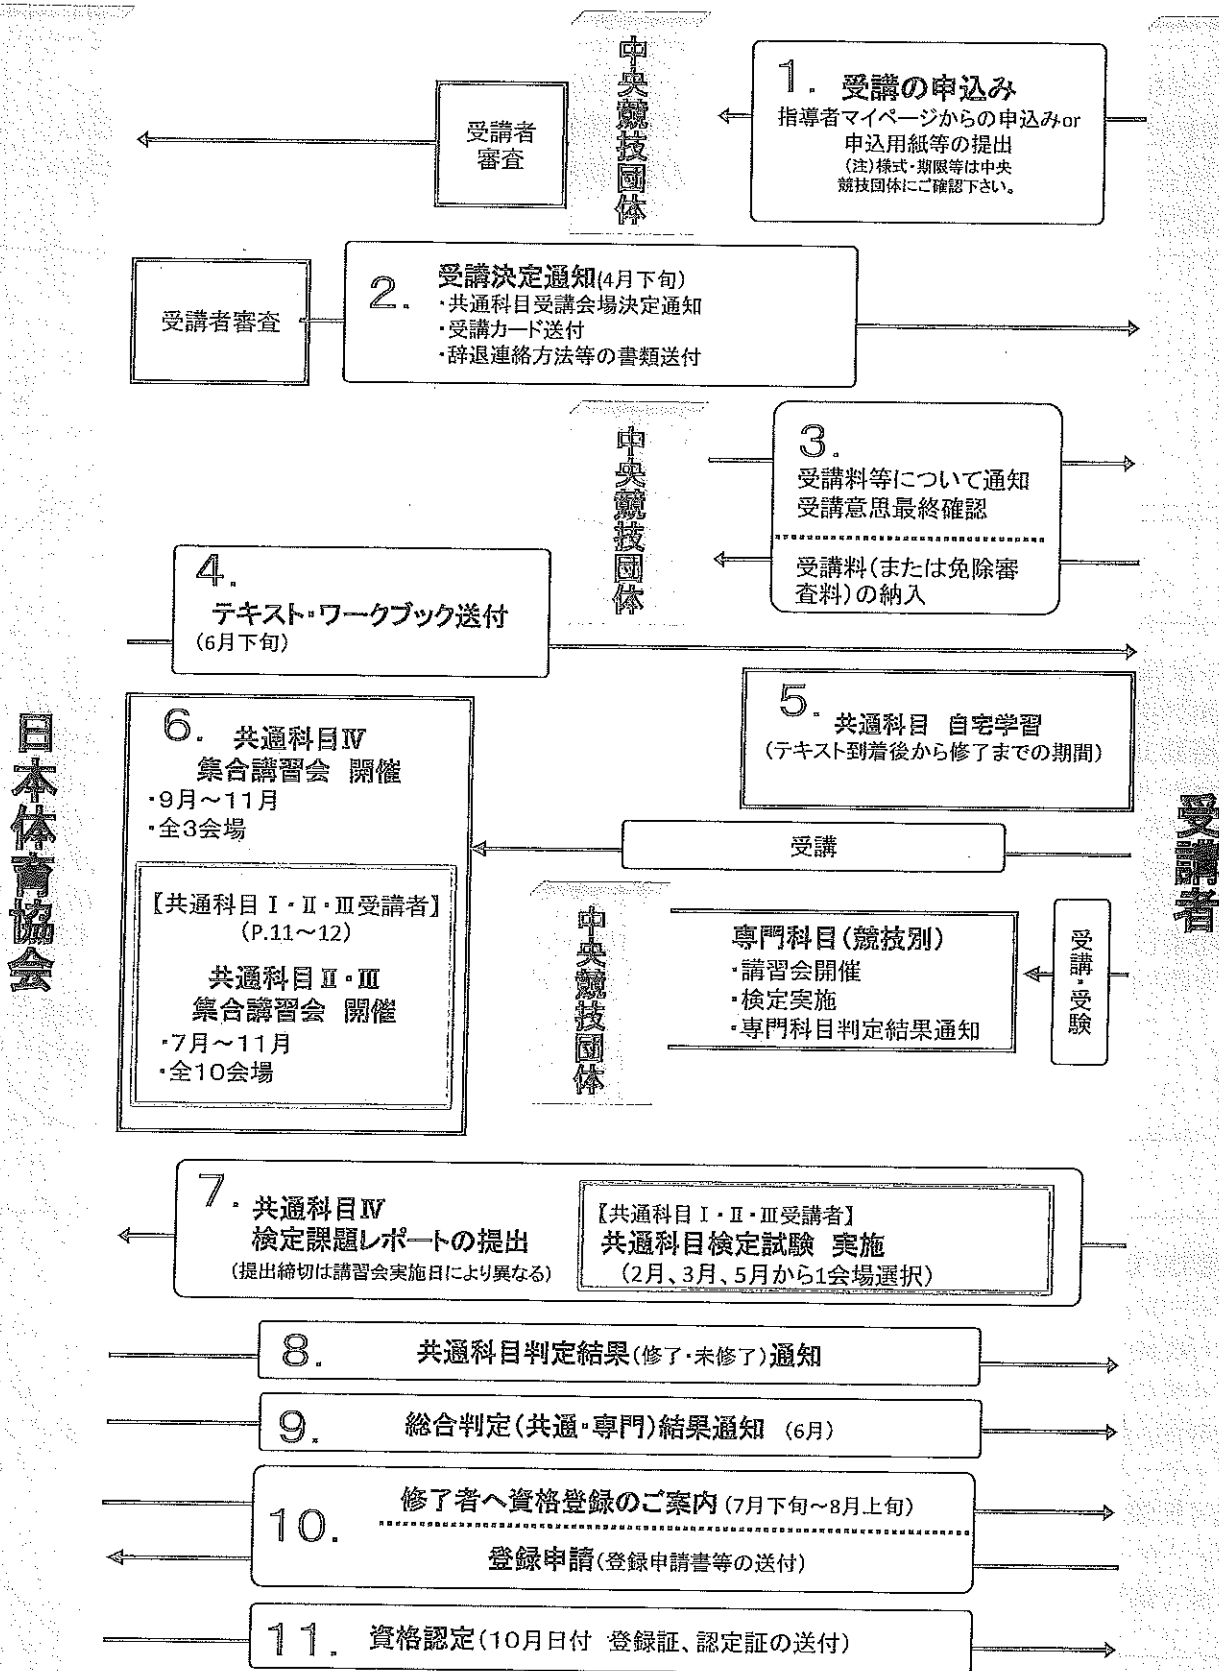 中央競技団体
1. 受講の申込み
指導者マイページからの申込みor
申込用紙等の提出
(注)様式・期限等は中央
競技団体にご確認下さい。
受講者
審査
受講者審査
2. 受講決定通知(4月下旬)
・共通科目受講会場決定通知
・受講カード送付
・辞退連絡方法等の書類送付
中央競技団体
3.
受講料等について通知
受講意思最終確認
受講料(または免除審
査料)の納入
4.
テキスト・ワークブック送付
(6月下旬)
5. 共通科目 自宅学習
(テキスト到着後から修了までの期間)
日本体育協会
受講者
6. 共通科目Ⅳ
集合講習会 開催
・9月～11月
・全3会場
【共通科目Ⅰ・Ⅱ・Ⅲ受講者】
(P.11～12)
共通科目Ⅱ・Ⅲ
集合講習会 開催
・7月～11月
・全10会場
受講
中央競技団体
専門科目(競技別)
・講習会開催
・検定実施
・専門科目判定結果通知
受講・受験
7. 共通科目Ⅳ
検定課題レポートの提出
(提出締切は講習会実施日により異なる)
【共通科目Ⅰ・Ⅱ・Ⅲ受講者】
共通科目検定試験 実施
(2月、3月、5月から1会場選択)
8. 共通科目判定結果(修了・未修了)通知
9. 総合判定(共通・専門)結果通知 (6月)
10. 修了者へ資格登録のご案内(7月下旬～8月上旬)
登録申請(登録申請書等の送付)
11. 資格認定(10月日付 登録証、認定証の送付)